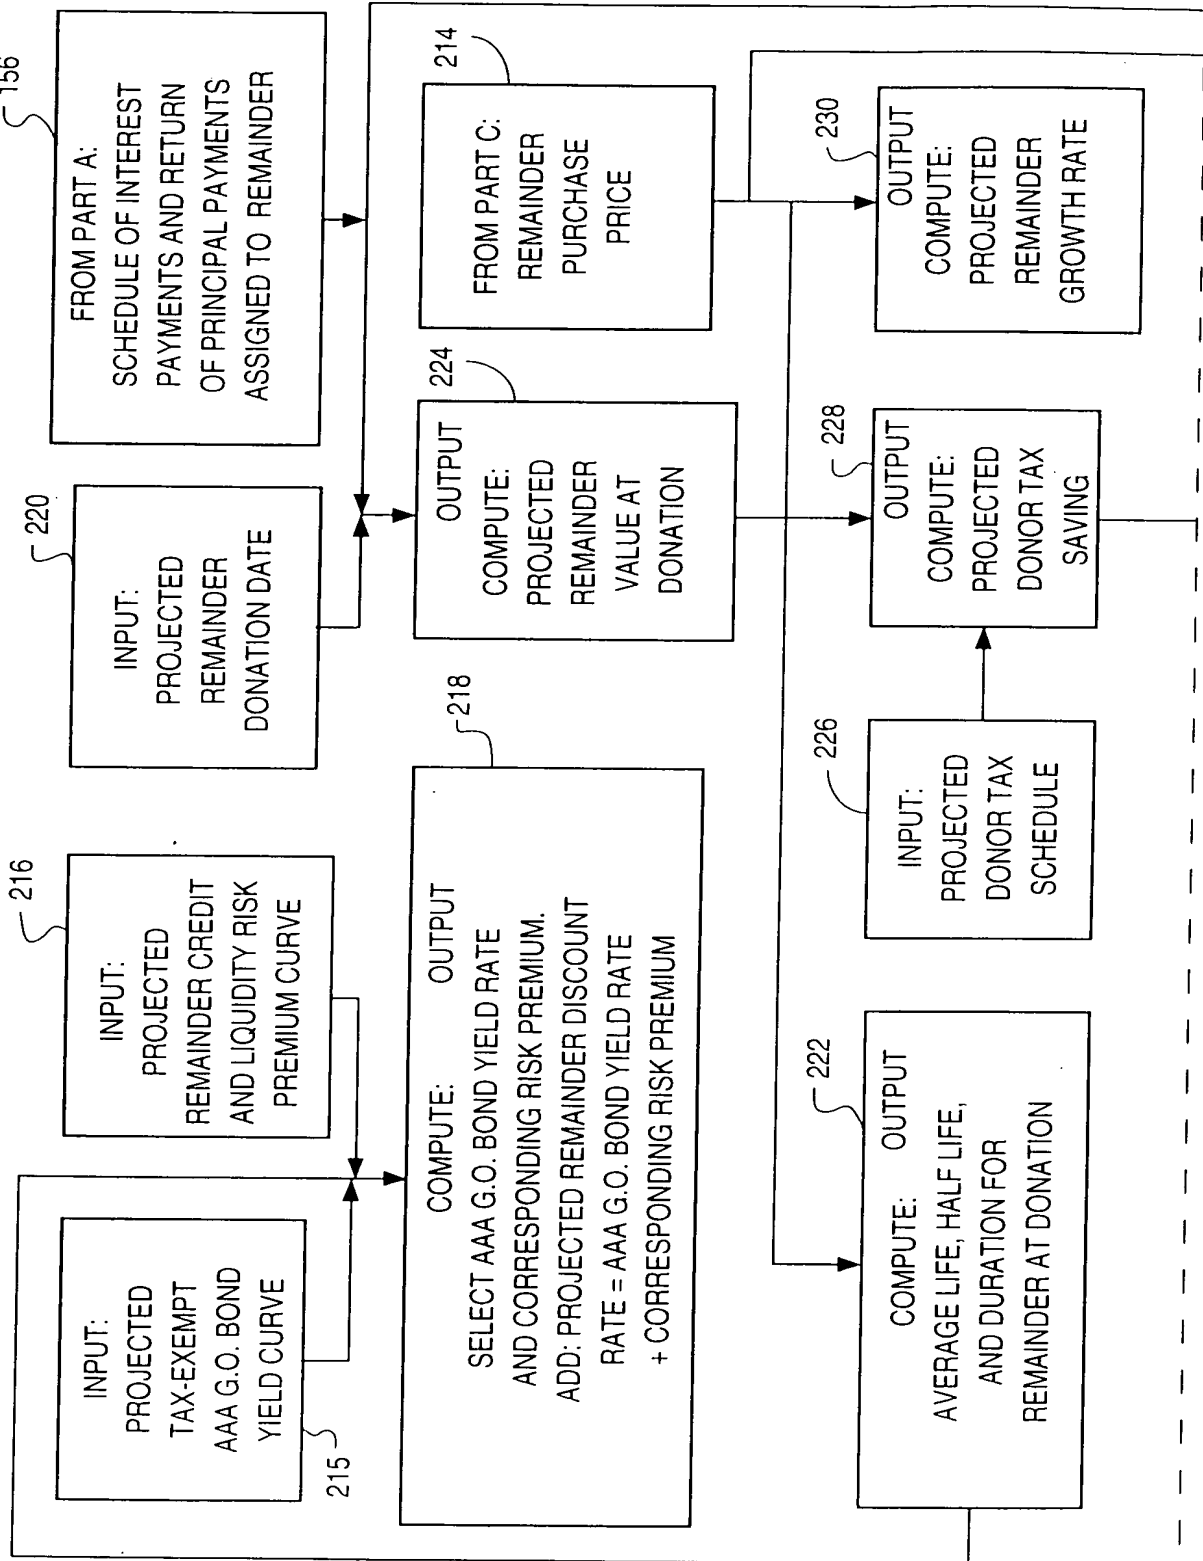 INPUT:
PROJECTED
TAX-EXEMPT
AAA G.O. BOND
YIELD CURVE
215
216
INPUT:
PROJECTED
REMAINDER CREDIT
AND LIQUIDITY RISK
PREMIUM CURVE
220
INPUT:
PROJECTED
REMAINDER
DONATION DATE
156
FROM PART A:
SCHEDULE OF INTEREST
PAYMENTS AND RETURN
OF PRINCIPAL PAYMENTS
ASSIGNED TO REMAINDER
218
COMPUTE: OUTPUT
SELECT AAA G.O. BOND YIELD RATE
AND CORRESPONDING RISK PREMIUM.
ADD: PROJECTED REMAINDER DISCOUNT
RATE = AAA G.O. BOND YIELD RATE
+ CORRESPONDING RISK PREMIUM
224
OUTPUT
COMPUTE:
PROJECTED
REMAINDER
VALUE AT
DONATION
214
FROM PART C:
REMAINDER
PURCHASE
PRICE
222
COMPUTE: OUTPUT
AVERAGE LIFE, HALF LIFE,
AND DURATION FOR
REMAINDER AT DONATION
226
INPUT:
PROJECTED
DONOR TAX
SCHEDULE
228
OUTPUT
COMPUTE:
PROJECTED
DONOR TAX
SAVING
230
OUTPUT
COMPUTE:
PROJECTED
REMAINDER
GROWTH RATE